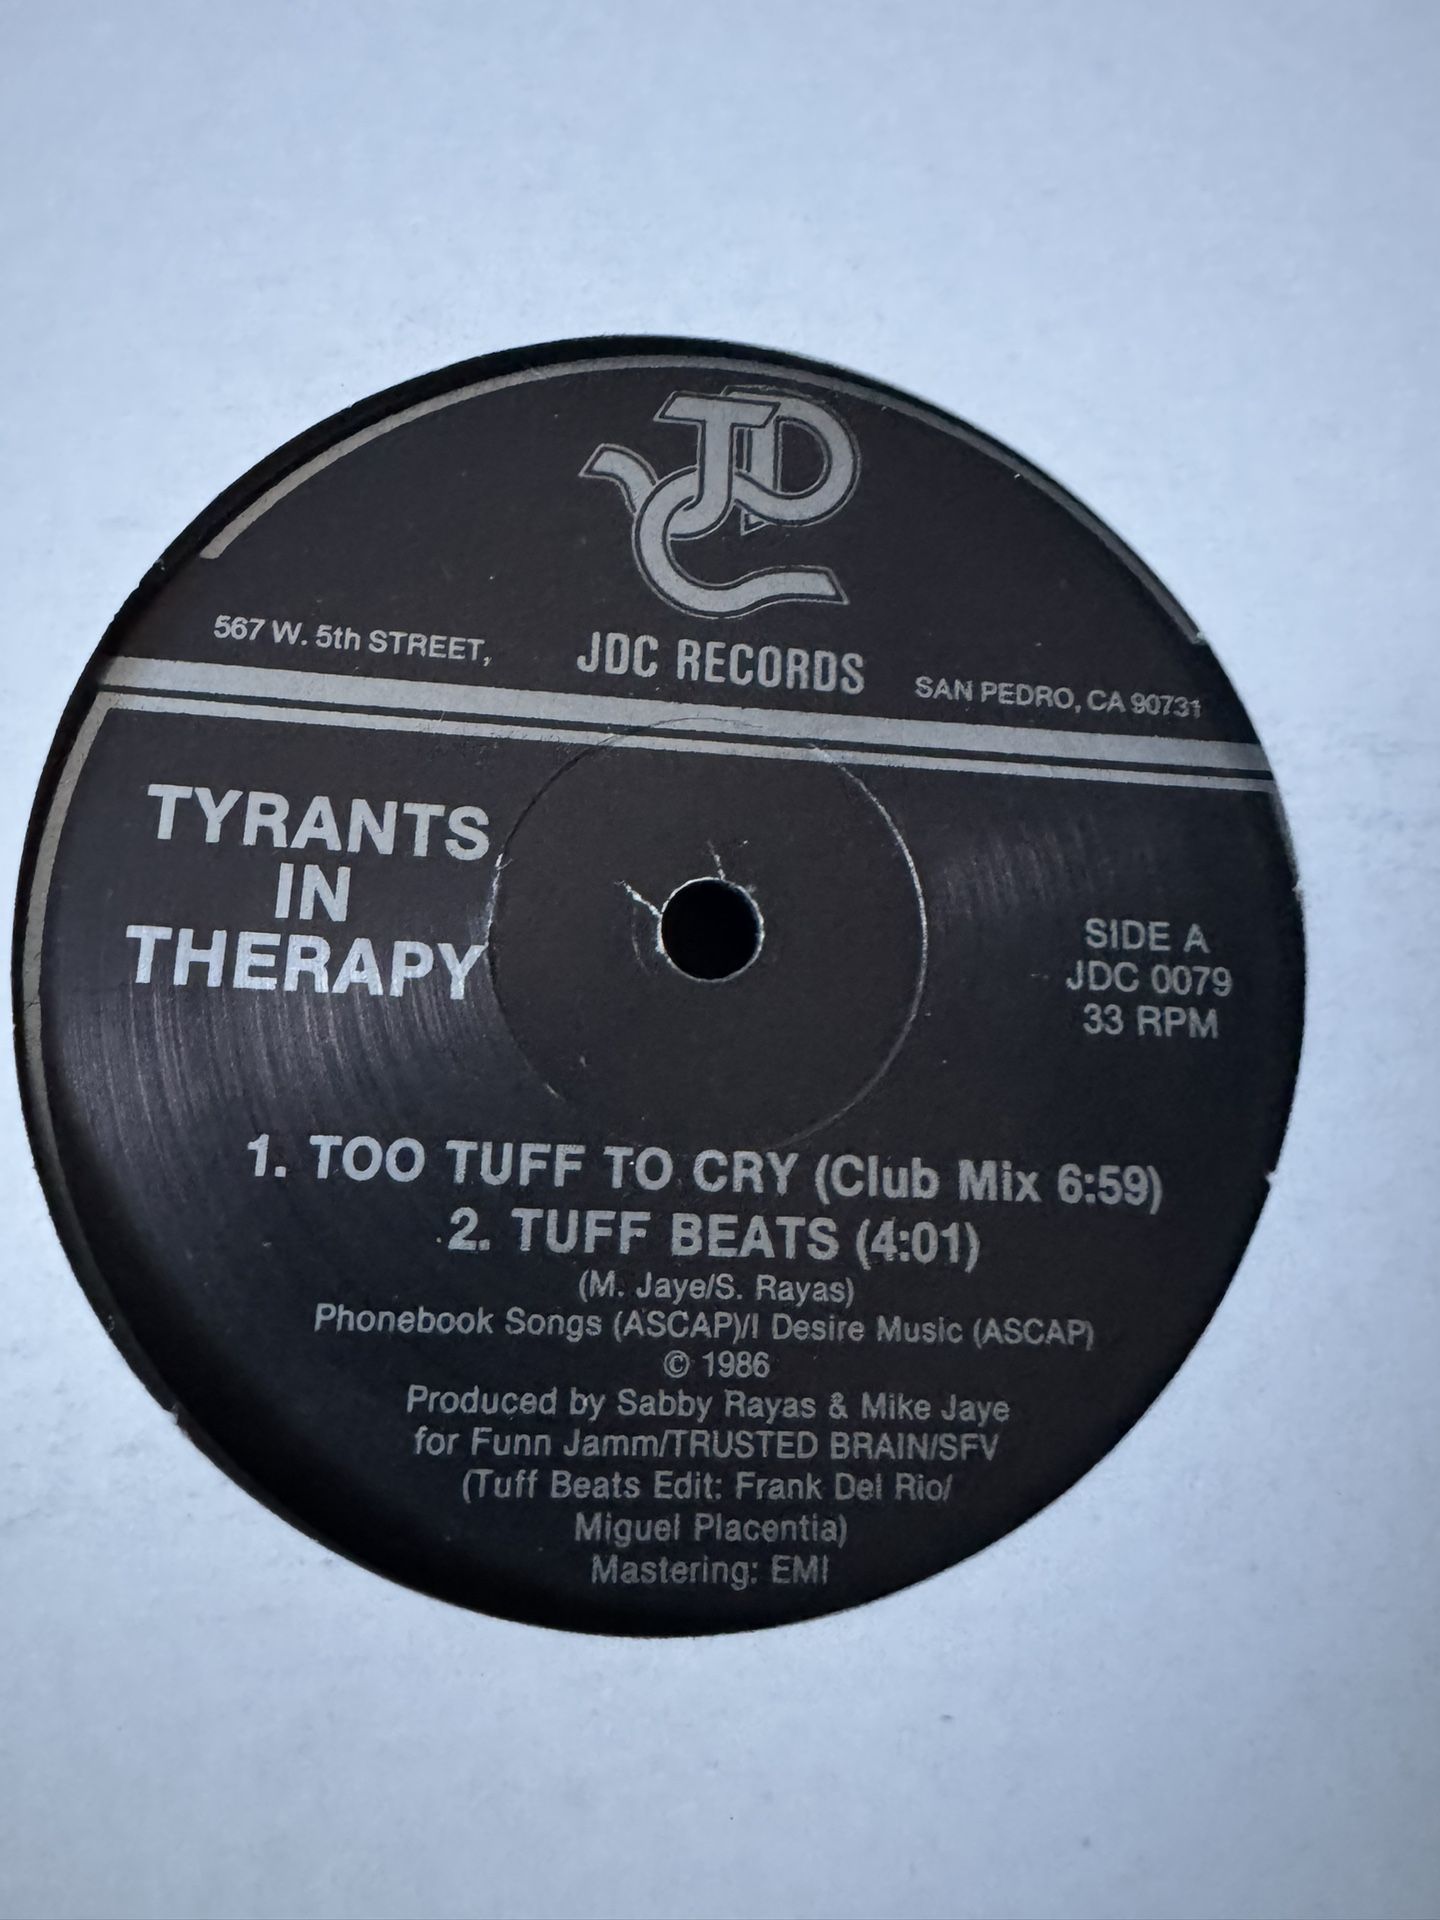 JDC
567 W. 5th STREET,
JDC RECORDS
SAN PEDRO, CA 90731
TYRANTS
IN
THERAPY
SIDE A
JDC 0079
33 RPM
1. TOO TUFF TO CRY (Club Mix 6:59)
2. TUFF BEATS (4:01)
(M. Jaye/S. Rayas)
Phonebook Songs (ASCAP)/I Desire Music (ASCAP)
© 1986
Produced by Sabby Rayas & Mike Jaye
for Funn Jamm/TRUSTED BRAIN/SFV
(Tuff Beats Edit: Frank Del Rio/
Miguel Placentia)
Mastering: EMI